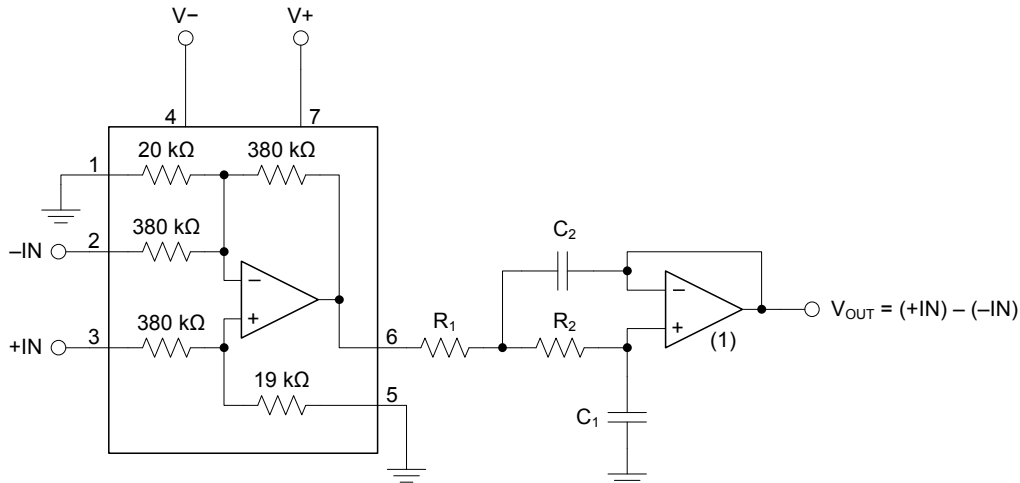 V− V+
4 7
1 20 kΩ 380 kΩ
–IN 2 380 kΩ
C₂
−
+
−
+
(1)
VOUT = (+IN) – (–IN)
+IN 3 380 kΩ 6 R₁ R₂
19 kΩ 5
C₁